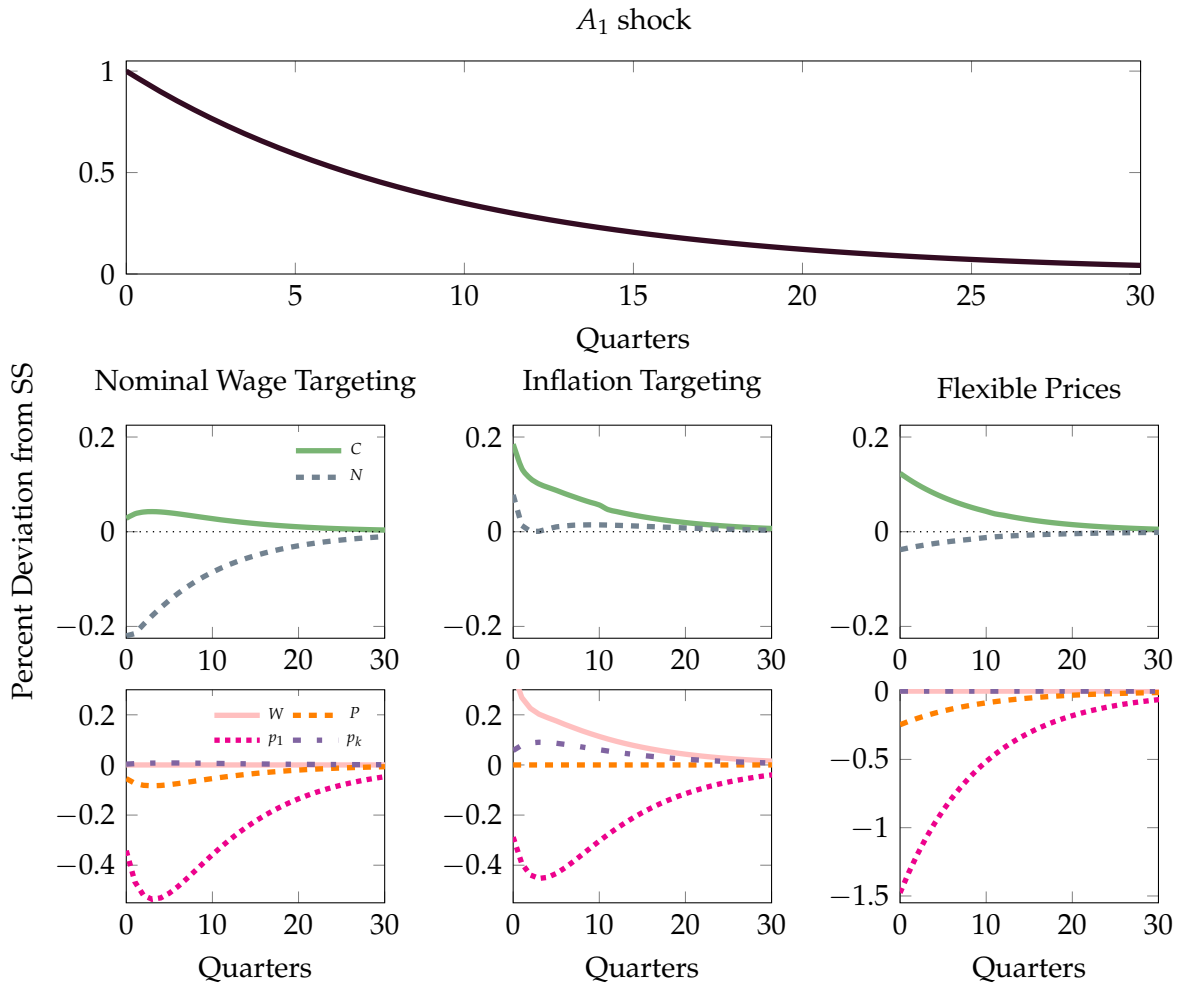 A₁ shock
1
0.5
0
0 5 10 15 20 25 30
Quarters
Percent Deviation from SS
Nominal Wage Targeting
Inflation Targeting
Flexible Prices
0.2
0
−0.2
C
N
0 10 20 30
0.2
0
−0.2
0 10 20 30
0.2
0
−0.2
0 10 20 30
0.2
0
−0.2
−0.4
W P
p₁ pₖ
0 10 20 30
Quarters
0.2
0
−0.2
−0.4
0 10 20 30
Quarters
0
−0.5
−1
−1.5
0 10 20 30
Quarters